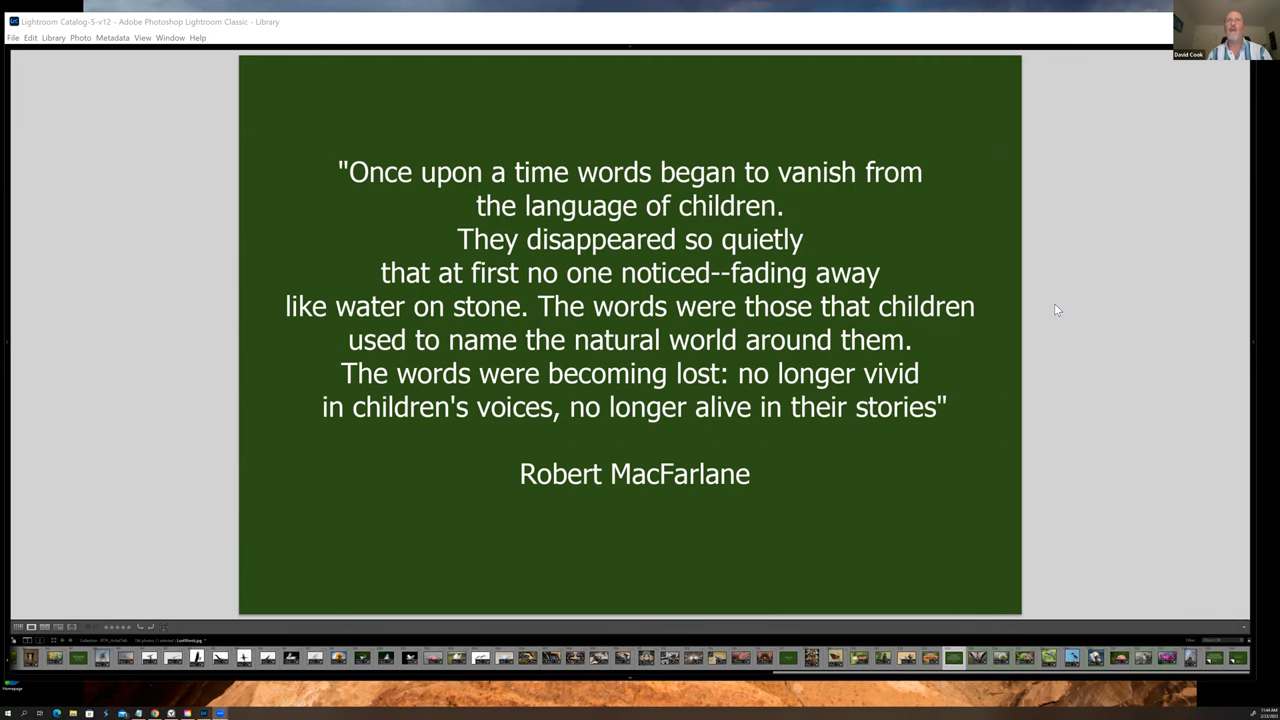 Lightroom Catalog-5-v12 - Adobe Photoshop Lightroom Classic - Library
File Edit Library Photo Metadata View Window Help
David Cook
"Once upon a time words began to vanish from
the language of children.
They disappeared so quietly
that at first no one noticed--fading away
like water on stone. The words were those that children
used to name the natural world around them.
The words were becoming lost: no longer vivid
in children's voices, no longer alive in their stories"
Robert MacFarlane
Homepage
11:44 AM